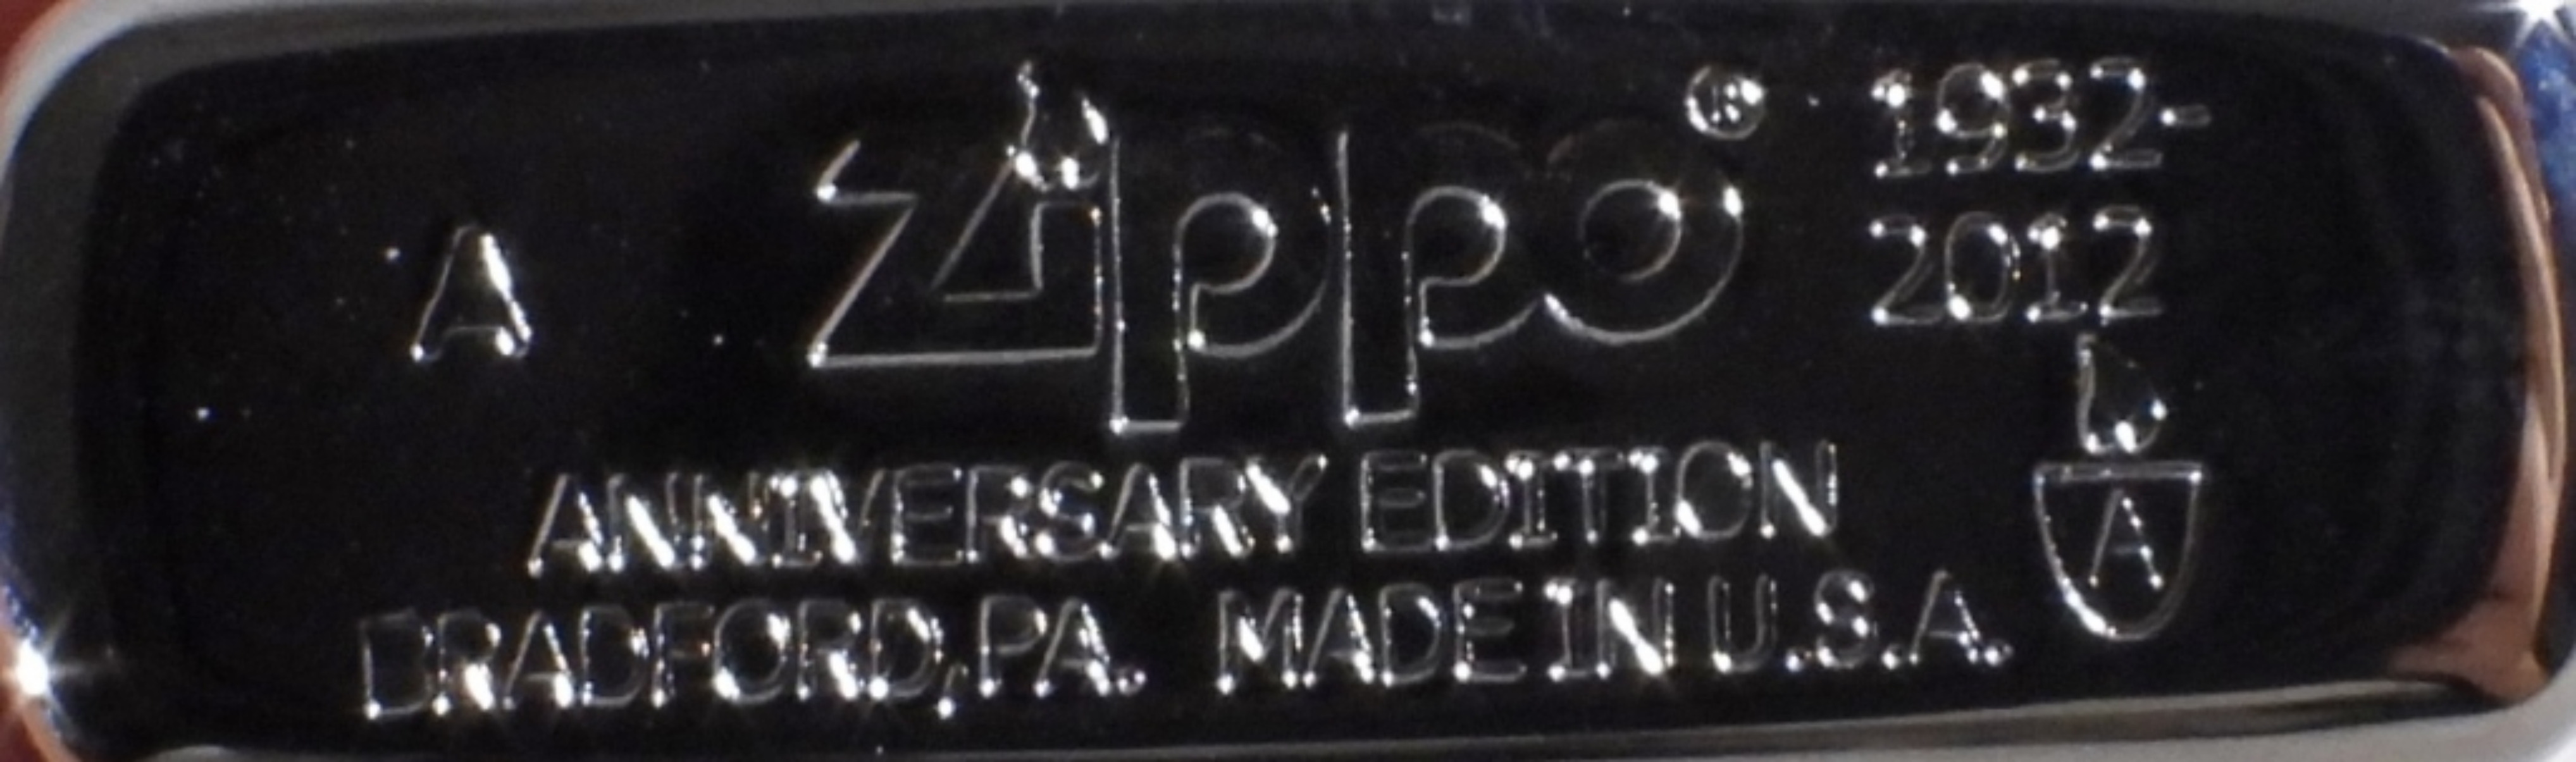 A Zippo ® 1932-
2012
ANNIVERSARY EDITION A
BRADFORD, PA. MADE IN U.S.A.